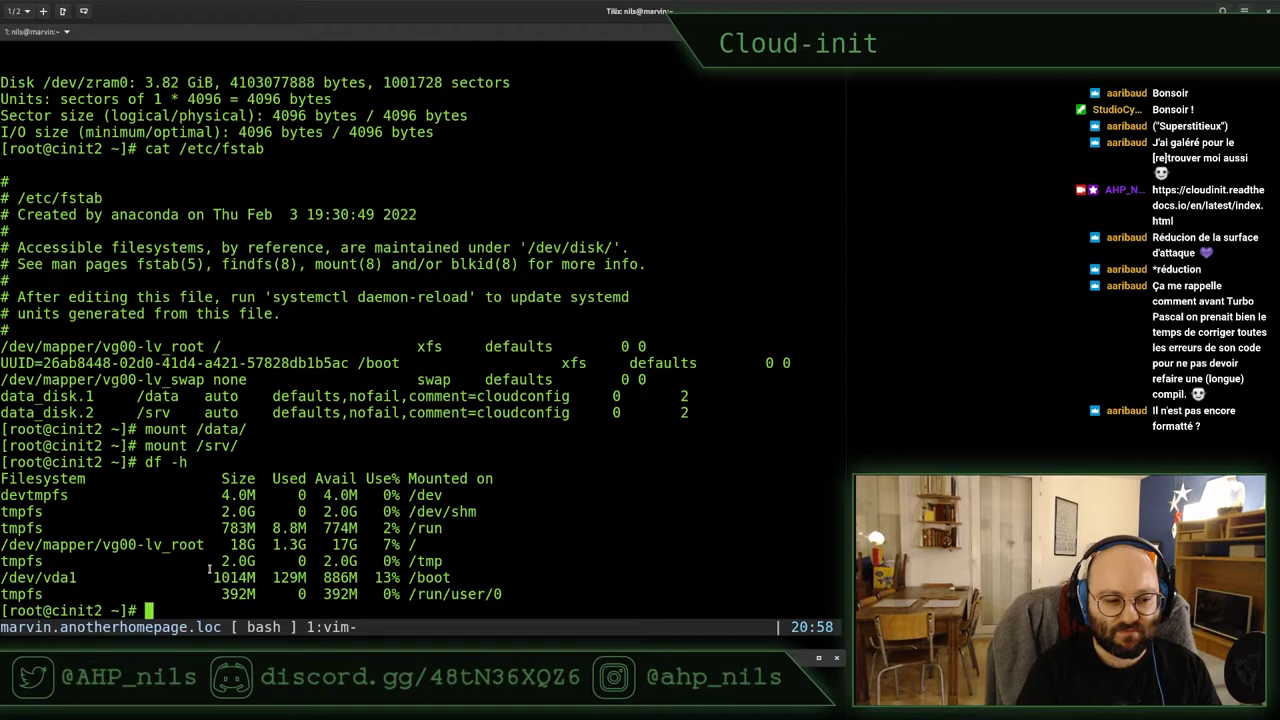 1/2
Tilix: nils@marvin:~
1: nils@marvin:~
Cloud-init
Disk /dev/zram0: 3.82 GiB, 4103077888 bytes, 1001728 sectors
Units: sectors of 1 * 4096 = 4096 bytes
Sector size (logical/physical): 4096 bytes / 4096 bytes
I/O size (minimum/optimal): 4096 bytes / 4096 bytes
[root@cinit2 ~]# cat /etc/fstab
#
# /etc/fstab
# Created by anaconda on Thu Feb  3 19:30:49 2022
#
# Accessible filesystems, by reference, are maintained under '/dev/disk/'.
# See man pages fstab(5), findfs(8), mount(8) and/or blkid(8) for more info.
#
# After editing this file, run 'systemctl daemon-reload' to update systemd
# units generated from this file.
#
/dev/mapper/vg00-lv_root / xfs defaults 0 0
UUID=26ab8448-02d0-41d4-a421-57828db1b5ac /boot xfs defaults 0 0
/dev/mapper/vg00-lv_swap none swap defaults 0 0
data_disk.1 /data auto defaults,nofail,comment=cloudconfig 0 2
data_disk.2 /srv auto defaults,nofail,comment=cloudconfig 0 2
[root@cinit2 ~]# mount /data/
[root@cinit2 ~]# mount /srv/
[root@cinit2 ~]# df -h
Filesystem Size Used Avail Use% Mounted on
devtmpfs 4.0M 0 4.0M 0% /dev
tmpfs 2.0G 0 2.0G 0% /dev/shm
tmpfs 783M 8.8M 774M 2% /run
/dev/mapper/vg00-lv_root 18G 1.3G 17G 7% /
tmpfs 2.0G 0 2.0G 0% /tmp
/dev/vda1 1014M 129M 886M 13% /boot
tmpfs 392M 0 392M 0% /run/user/0
[root@cinit2 ~]#
marvin.anotherhomepage.loc [ bash ] 1:vim- | 20:58
aaribaud Bonsoir
StudioCy... Bonsoir !
aaribaud ("Superstitieux")
aaribaud J'ai galéré pour le
[re]trouver moi aussi
AHP_N... https://cloudinit.readthe
docs.io/en/latest/index.
html
aaribaud Réducion de la surface
d'attaque
aaribaud *réduction
aaribaud Ça me rappelle
comment avant Turbo
Pascal on prenait bien le
temps de corriger toutes
les erreurs de son code
pour ne pas devoir
refaire une (longue)
compil.
aaribaud Il n'est pas encore
formatté ?
@AHP_nils discord.gg/48tN36XQZ6 @ahp_nils